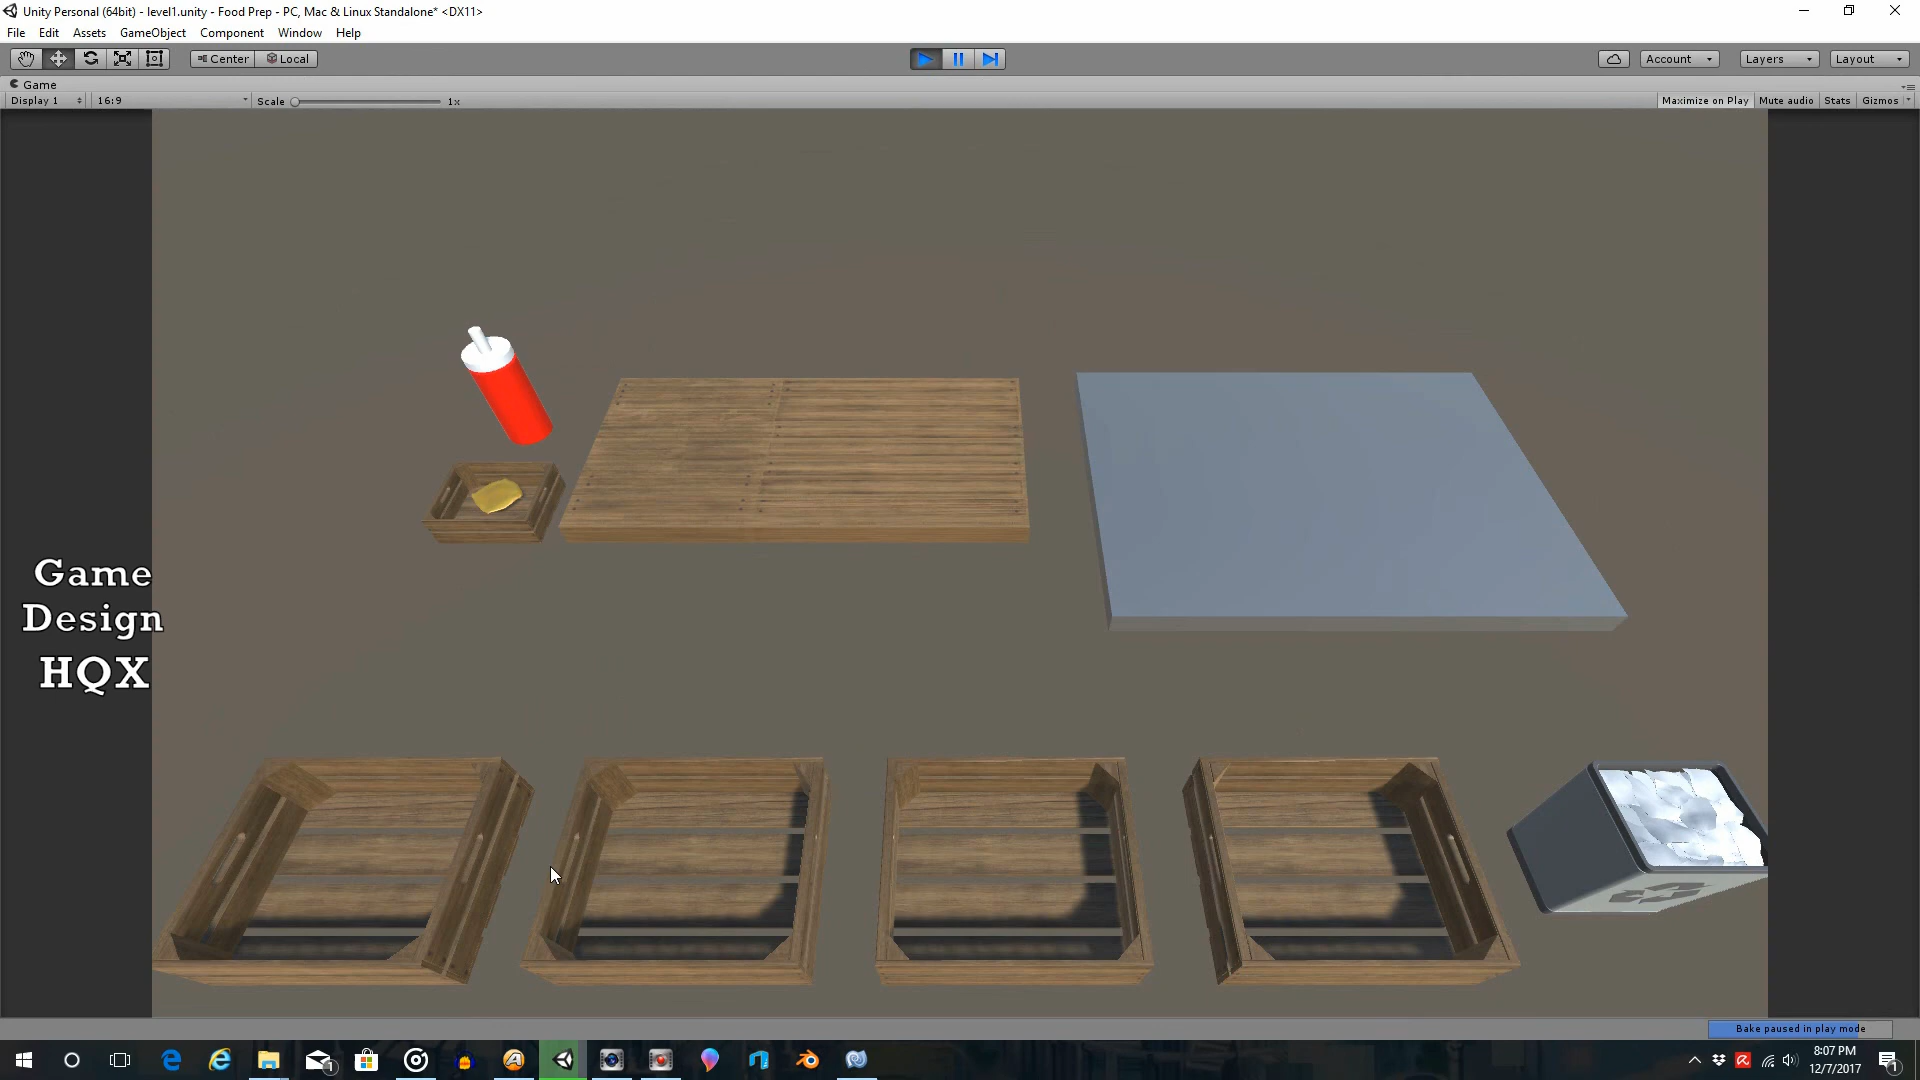 Unity Personal (64bit) - level1.unity - Food Prep - PC, Mac & Linux Standalone* <DX11>
File Edit Assets GameObject Component Window Help
Center Local Account Layers Layout
Game
Display 1 16:9 Scale 1x Maximize on Play Mute audio Stats Gizmos
Game
Design
HQX
Bake paused in play mode
8:07 PM
12/7/2017